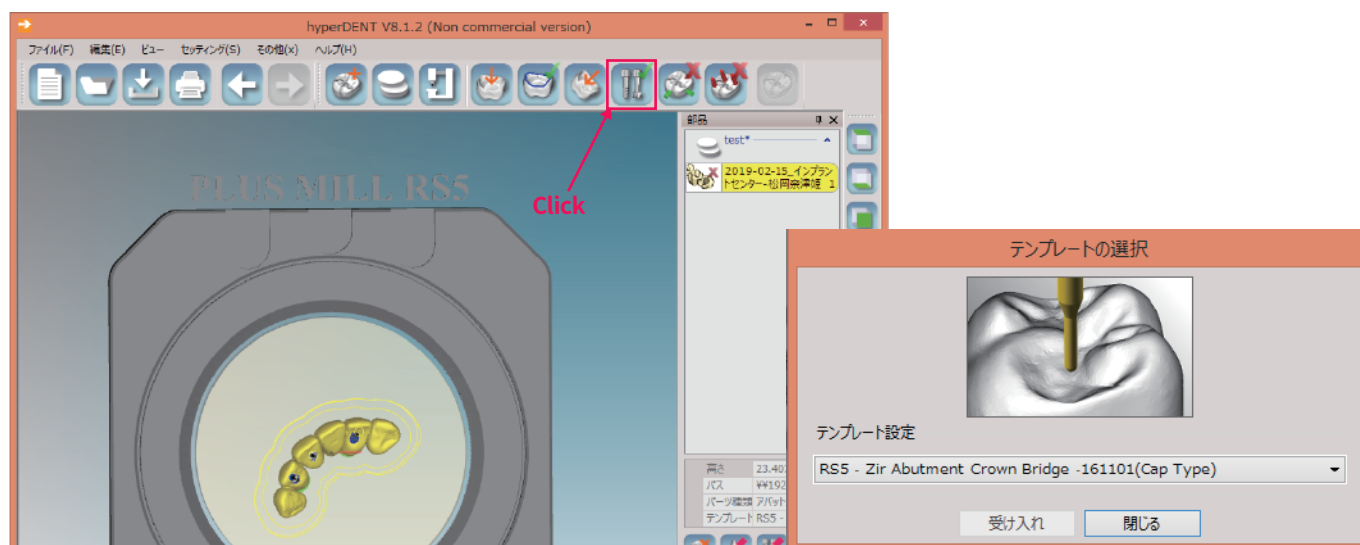 hyperDENT V8.1.2 (Non commercial version)
ファイル(F) 編集(E) ビュー セッティング(S) その他(x) ヘルプ(H)
部品
test*
2019-02-15_インプラン
トセンター-松岡奈津姫 1
PLUS MILL RS5
Click
高さ 23.40
パス ¥¥192
パーツ種類 アバット
テンプレート RS5 -
テンプレートの選択
テンプレート設定
RS5 - Zir Abutment Crown Bridge -161101(Cap Type)
受け入れ 閉じる